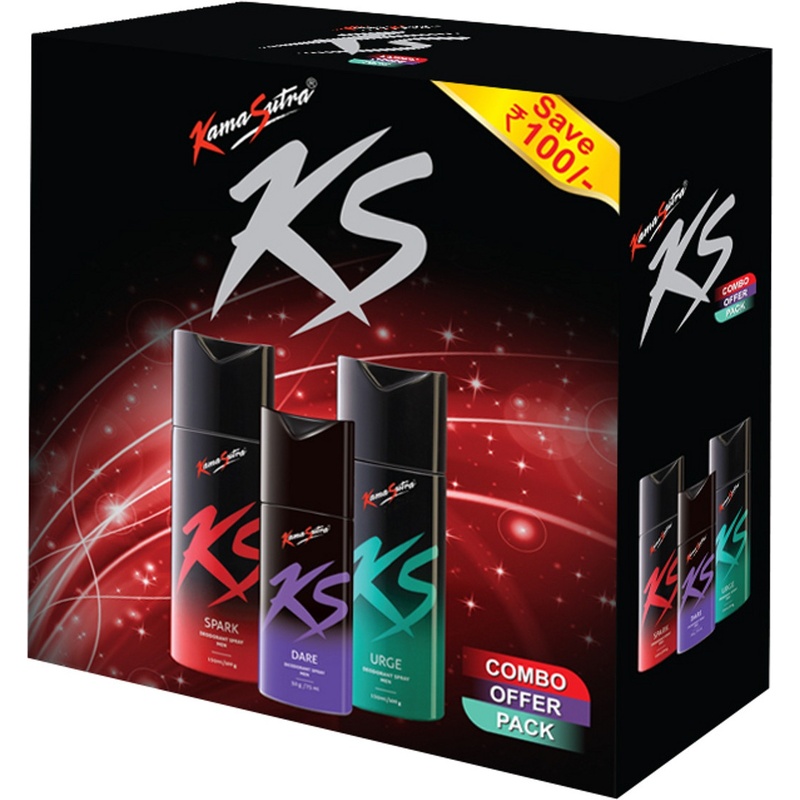 KamaSutra®
KS
Save
₹100/-
KamaSutra
KS
SPARK
DEODORANT SPRAY
MEN
KamaSutra
KS
DARE
DEODORANT SPRAY
MEN
KamaSutra
KS
URGE
DEODORANT SPRAY
MEN
COMBO
OFFER
PACK
KamaSutra
KS
COMBO
OFFER
PACK
KS
SPARK
KS
DARE
KS
URGE